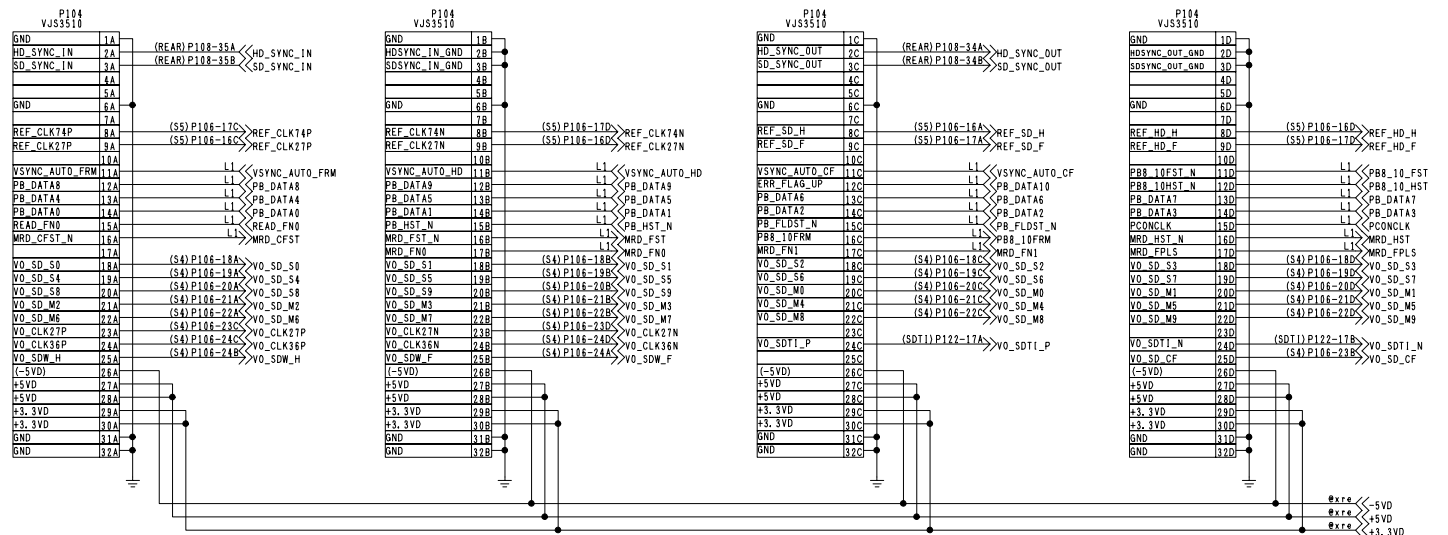 P104
VJS3510
GND 1A
HD_SYNC_IN 2A (REAR)P108-35A HD_SYNC_IN
SD_SYNC_IN 3A (REAR)P108-35B SD_SYNC_IN
4A
5A
GND 6A
7A
REF_CLK74P 8A (S5)P106-17C REF_CLK74P
REF_CLK27P 9A (S5)P106-16C REF_CLK27P
10A
VSYNC_AUTO_FRM 11A L1 VSYNC_AUTO_FRM
PB_DATA8 12A L1 PB_DATA8
PB_DATA4 13A L1 PB_DATA4
PB_DATA0 14A L1 PB_DATA0
READ_FN0 15A L1 READ_FN0
MRD_CFST_N 16A L1 MRD_CFST
17A
VO_SD_S0 18A (S4)P106-18A VO_SD_S0
VO_SD_S4 19A (S4)P106-19A VO_SD_S4
VO_SD_S8 20A (S4)P106-20A VO_SD_S8
VO_SD_M2 21A (S4)P106-21A VO_SD_M2
VO_SD_M6 22A (S4)P106-22A VO_SD_M6
VO_CLK27P 23A (S4)P106-23C VO_CLK27P
VO_CLK36P 24A (S4)P106-24C VO_CLK36P
VO_SDW_H 25A (S4)P106-24B VO_SDW_H
(-5VD) 26A
+5VD 27A
+5VD 28A
+3.3VD 29A
+3.3VD 30A
GND 31A
GND 32A
P104
VJS3510
GND 1B
HDSYNC_IN_GND 2B
SDSYNC_IN_GND 3B
4B
5B
GND 6B
7B
REF_CLK74N 8B (S5)P106-17D REF_CLK74N
REF_CLK27N 9B (S5)P106-16D REF_CLK27N
10B
VSYNC_AUTO_HD 11B L1 VSYNC_AUTO_HD
PB_DATA9 12B L1 PB_DATA9
PB_DATA5 13B L1 PB_DATA5
PB_DATA1 14B L1 PB_DATA1
PB_HST_N 15B L1 PB_HST_N
MRD_FST_N 16B L1 MRD_FST
MRD_FN0 17B L1 MRD_FN0
VO_SD_S1 18B (S4)P106-18B VO_SD_S1
VO_SD_S5 19B (S4)P106-19B VO_SD_S5
VO_SD_S9 20B (S4)P106-20B VO_SD_S9
VO_SD_M3 21B (S4)P106-21B VO_SD_M3
VO_SD_M7 22B (S4)P106-22B VO_SD_M7
VO_CLK27N 23B (S4)P106-23D VO_CLK27N
VO_CLK36N 24B (S4)P106-24D VO_CLK36N
VO_SDW_F 25B (S4)P106-24A VO_SDW_F
(-5VD) 26B
+5VD 27B
+5VD 28B
+3.3VD 29B
+3.3VD 30B
GND 31B
GND 32B
P104
VJS3510
GND 1C
HD_SYNC_OUT 2C (REAR)P108-34A HD_SYNC_OUT
SD_SYNC_OUT 3C (REAR)P108-34B SD_SYNC_OUT
4C
5C
GND 6C
7C
REF_SD_H 8C (S5)P106-16A REF_SD_H
REF_SD_F 9C (S5)P106-17A REF_SD_F
10C
VSYNC_AUTO_CF 11C L1 VSYNC_AUTO_CF
ERR_FLAG_UP 12C L1 PB_DATA10
PB_DATA6 13C L1 PB_DATA6
PB_DATA2 14C L1 PB_DATA2
PB_FLDST_N 15C L1 PB_FLDST_N
PB8_10FRM 16C L1 PB8_10FRM
MRD_FN1 17C L1 MRD_FN1
VO_SD_S2 18C (S4)P106-18C VO_SD_S2
VO_SD_S6 19C (S4)P106-19C VO_SD_S6
VO_SD_M0 20C (S4)P106-20C VO_SD_M0
VO_SD_M4 21C (S4)P106-21C VO_SD_M4
VO_SD_M8 22C (S4)P106-22C VO_SD_M8
23C
VO_SDTI_P 24C (SDTI)P122-17A VO_SDTI_P
25C
(-5VD) 26C
+5VD 27C
+5VD 28C
+3.3VD 29C
+3.3VD 30C
GND 31C
GND 32C
P104
VJS3510
GND 1D
HDSYNC_OUT_GND 2D
SDSYNC_OUT_GND 3D
4D
5D
GND 6D
7D
REF_HD_H 8D (S5)P106-16D REF_HD_H
REF_HD_F 9D (S5)P106-17D REF_HD_F
10D
PB8_10FST_N 11D L1 PB8_10_FST
PB8_10HST_N 12D L1 PB8_10_HST
PB_DATA7 13D L1 PB_DATA7
PB_DATA3 14D L1 PB_DATA3
PCONCLK 15D L1 PCONCLK
MRD_HST_N 16D L1 MRD_HST
MRD_FPLS 17D L1 MRD_FPLS
VO_SD_S3 18D (S4)P106-18D VO_SD_S3
VO_SD_S7 19D (S4)P106-19D VO_SD_S7
VO_SD_M1 20D (S4)P106-20D VO_SD_M1
VO_SD_M5 21D (S4)P106-21D VO_SD_M5
VO_SD_M9 22D (S4)P106-22D VO_SD_M9
23D
VO_SDTI_N 24D (SDTI)P122-17B VO_SDTI_N
VO_SD_CF 25D (S4)P106-23B VO_SD_CF
(-5VD) 26D
+5VD 27D
+5VD 28D
+3.3VD 29D
+3.3VD 30D
GND 31D
GND 32D
@xre -5VD
@xre +5VD
@xre +3.3VD